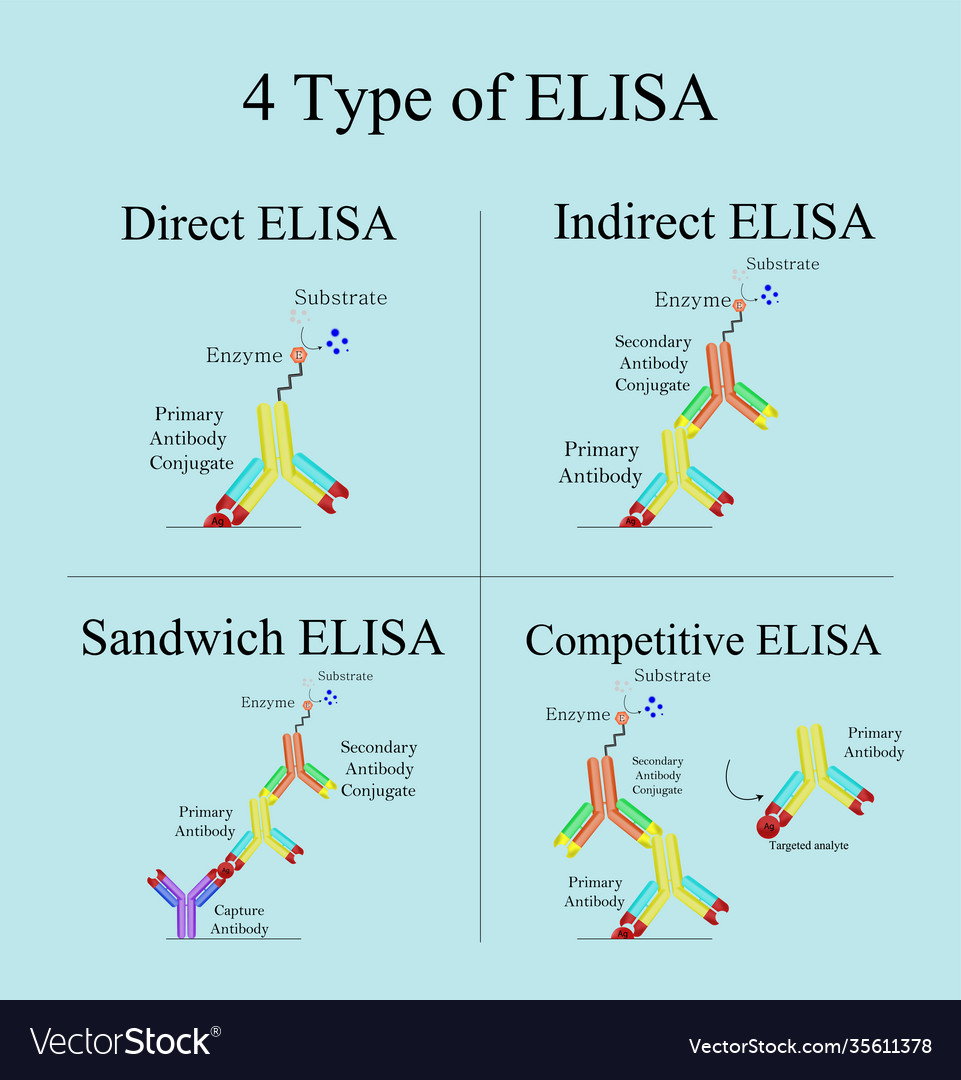 4 Type of ELISA
Direct ELISA
Substrate
Enzyme
E
Primary
Antibody
Conjugate
Ag
Indirect ELISA
Substrate
Enzyme
E
Secondary
Antibody
Conjugate
Primary
Antibody
Ag
Sandwich ELISA
Substrate
Enzyme
E
Secondary
Antibody
Conjugate
Primary
Antibody
Ag
Capture
Antibody
Competitive ELISA
Substrate
Enzyme
E
Secondary
Antibody
Conjugate
Primary
Antibody
Ag
Primary
Antibody
Ag
Targeted analyte
VectorStock®
VectorStock.com/35611378